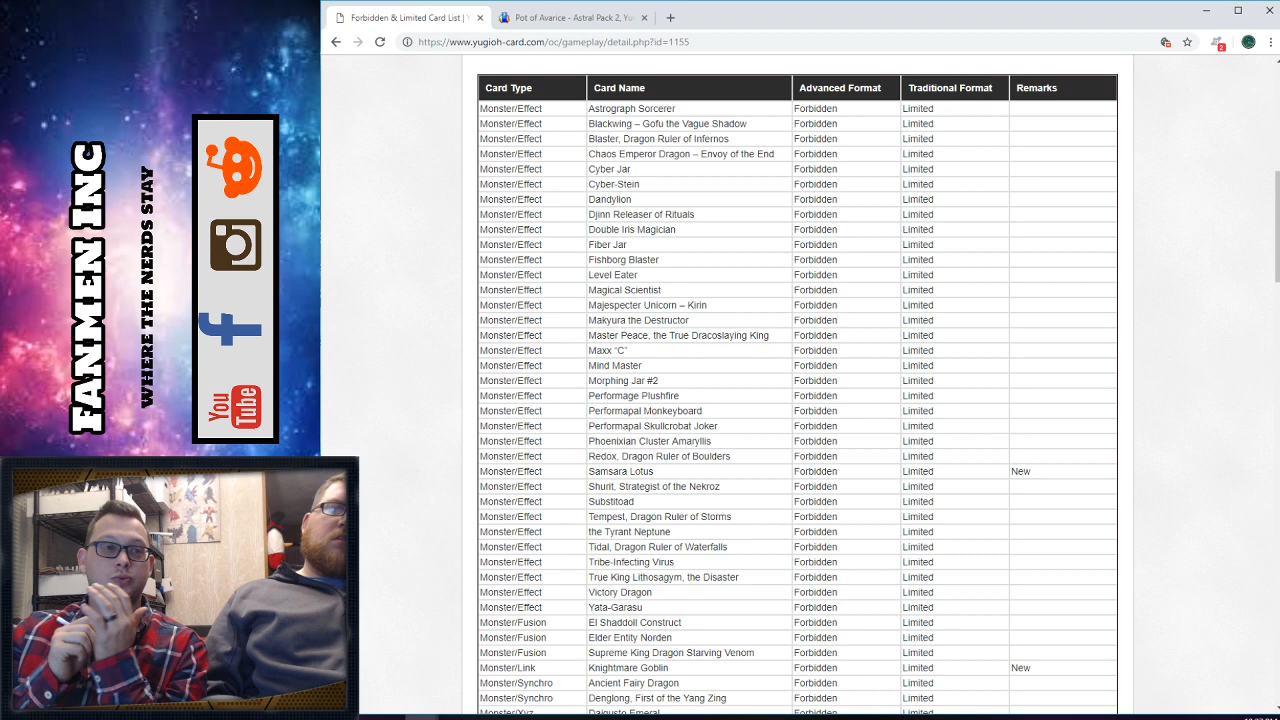 Forbidden & Limited Card List | Y
Pot of Avarice - Astral Pack 2, Yu
https://www.yugioh-card.com/oc/gameplay/detail.php?id=1155
2
FANMEN INC
WHERE THE NERDS STAY
f
You Tube
Card Type Card Name Advanced Format Traditional Format Remarks
Monster/Effect Astrograph Sorcerer Forbidden Limited
Monster/Effect Blackwing – Gofu the Vague Shadow Forbidden Limited
Monster/Effect Blaster, Dragon Ruler of Infernos Forbidden Limited
Monster/Effect Chaos Emperor Dragon – Envoy of the End Forbidden Limited
Monster/Effect Cyber Jar Forbidden Limited
Monster/Effect Cyber-Stein Forbidden Limited
Monster/Effect Dandylion Forbidden Limited
Monster/Effect Djinn Releaser of Rituals Forbidden Limited
Monster/Effect Double Iris Magician Forbidden Limited
Monster/Effect Fiber Jar Forbidden Limited
Monster/Effect Fishborg Blaster Forbidden Limited
Monster/Effect Level Eater Forbidden Limited
Monster/Effect Magical Scientist Forbidden Limited
Monster/Effect Majespecter Unicorn – Kirin Forbidden Limited
Monster/Effect Makyura the Destructor Forbidden Limited
Monster/Effect Master Peace, the True Dracoslaying King Forbidden Limited
Monster/Effect Maxx “C” Forbidden Limited
Monster/Effect Mind Master Forbidden Limited
Monster/Effect Morphing Jar #2 Forbidden Limited
Monster/Effect Performage Plushfire Forbidden Limited
Monster/Effect Performapal Monkeyboard Forbidden Limited
Monster/Effect Performapal Skullcrobat Joker Forbidden Limited
Monster/Effect Phoenixian Cluster Amaryllis Forbidden Limited
Monster/Effect Redox, Dragon Ruler of Boulders Forbidden Limited
Monster/Effect Samsara Lotus Forbidden Limited New
Monster/Effect Shurit, Strategist of the Nekroz Forbidden Limited
Monster/Effect Substitoad Forbidden Limited
Monster/Effect Tempest, Dragon Ruler of Storms Forbidden Limited
Monster/Effect the Tyrant Neptune Forbidden Limited
Monster/Effect Tidal, Dragon Ruler of Waterfalls Forbidden Limited
Monster/Effect Tribe-Infecting Virus Forbidden Limited
Monster/Effect True King Lithosagym, the Disaster Forbidden Limited
Monster/Effect Victory Dragon Forbidden Limited
Monster/Effect Yata-Garasu Forbidden Limited
Monster/Fusion El Shaddoll Construct Forbidden Limited
Monster/Fusion Elder Entity Norden Forbidden Limited
Monster/Fusion Supreme King Dragon Starving Venom Forbidden Limited
Monster/Link Knightmare Goblin Forbidden Limited New
Monster/Synchro Ancient Fairy Dragon Forbidden Limited
Monster/Synchro Denglong, First of the Yang Zing Forbidden Limited
Monster/Xyz Daigusto Emeral Forbidden Limited